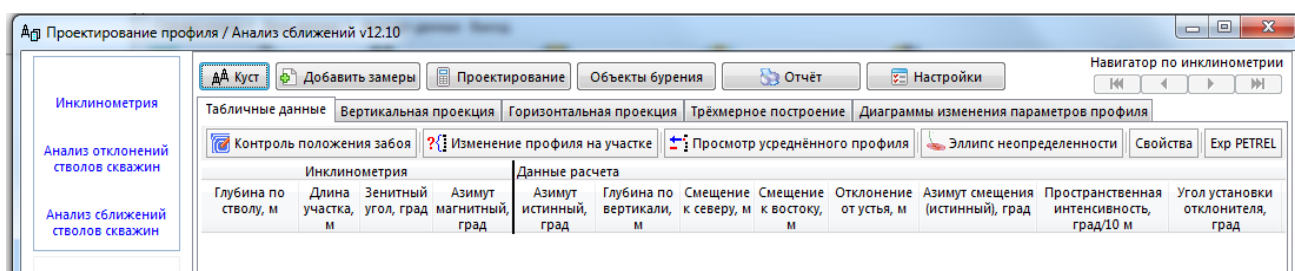 Проектирование профиля / Анализ сближений v12.10
Инклинометрия
Анализ отклонений
стволов скважин
Анализ сближений
стволов скважин
Куст
Добавить замеры
Проектирование
Объекты бурения
Отчёт
Настройки
Навигатор по инклинометрии
Табличные данные
Вертикальная проекция
Горизонтальная проекция
Трёхмерное построение
Диаграммы изменения параметров профиля
Контроль положения забоя
Изменение профиля на участке
Просмотр усреднённого профиля
Эллипс неопределенности
Свойства
Exp PETREL
Инклинометрия
Данные расчета
Глубина по
стволу, м
Длина
участка,
м
Зенитный
угол, град
Азимут
магнитный,
град
Азимут
истинный,
град
Глубина по
вертикали,
м
Смещение
к северу, м
Смещение
к востоку,
м
Отклонение
от устья, м
Азимут смещения
(истинный), град
Пространственная
интенсивность,
град/10 м
Угол установки
отклонителя,
град